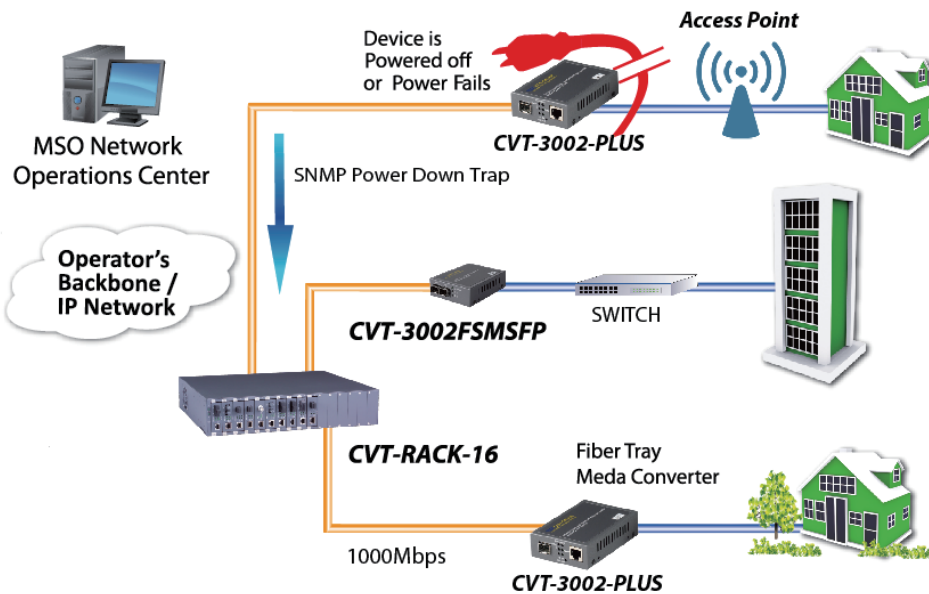 Device is
Powered off
or Power Fails
Access Point
CVT-3002-PLUS
MSO Network
Operations Center
SNMP Power Down Trap
Operator's
Backbone /
IP Network
CVT-3002FSMSFP
SWITCH
CVT-RACK-16
Fiber Tray
Meda Converter
1000Mbps
CVT-3002-PLUS